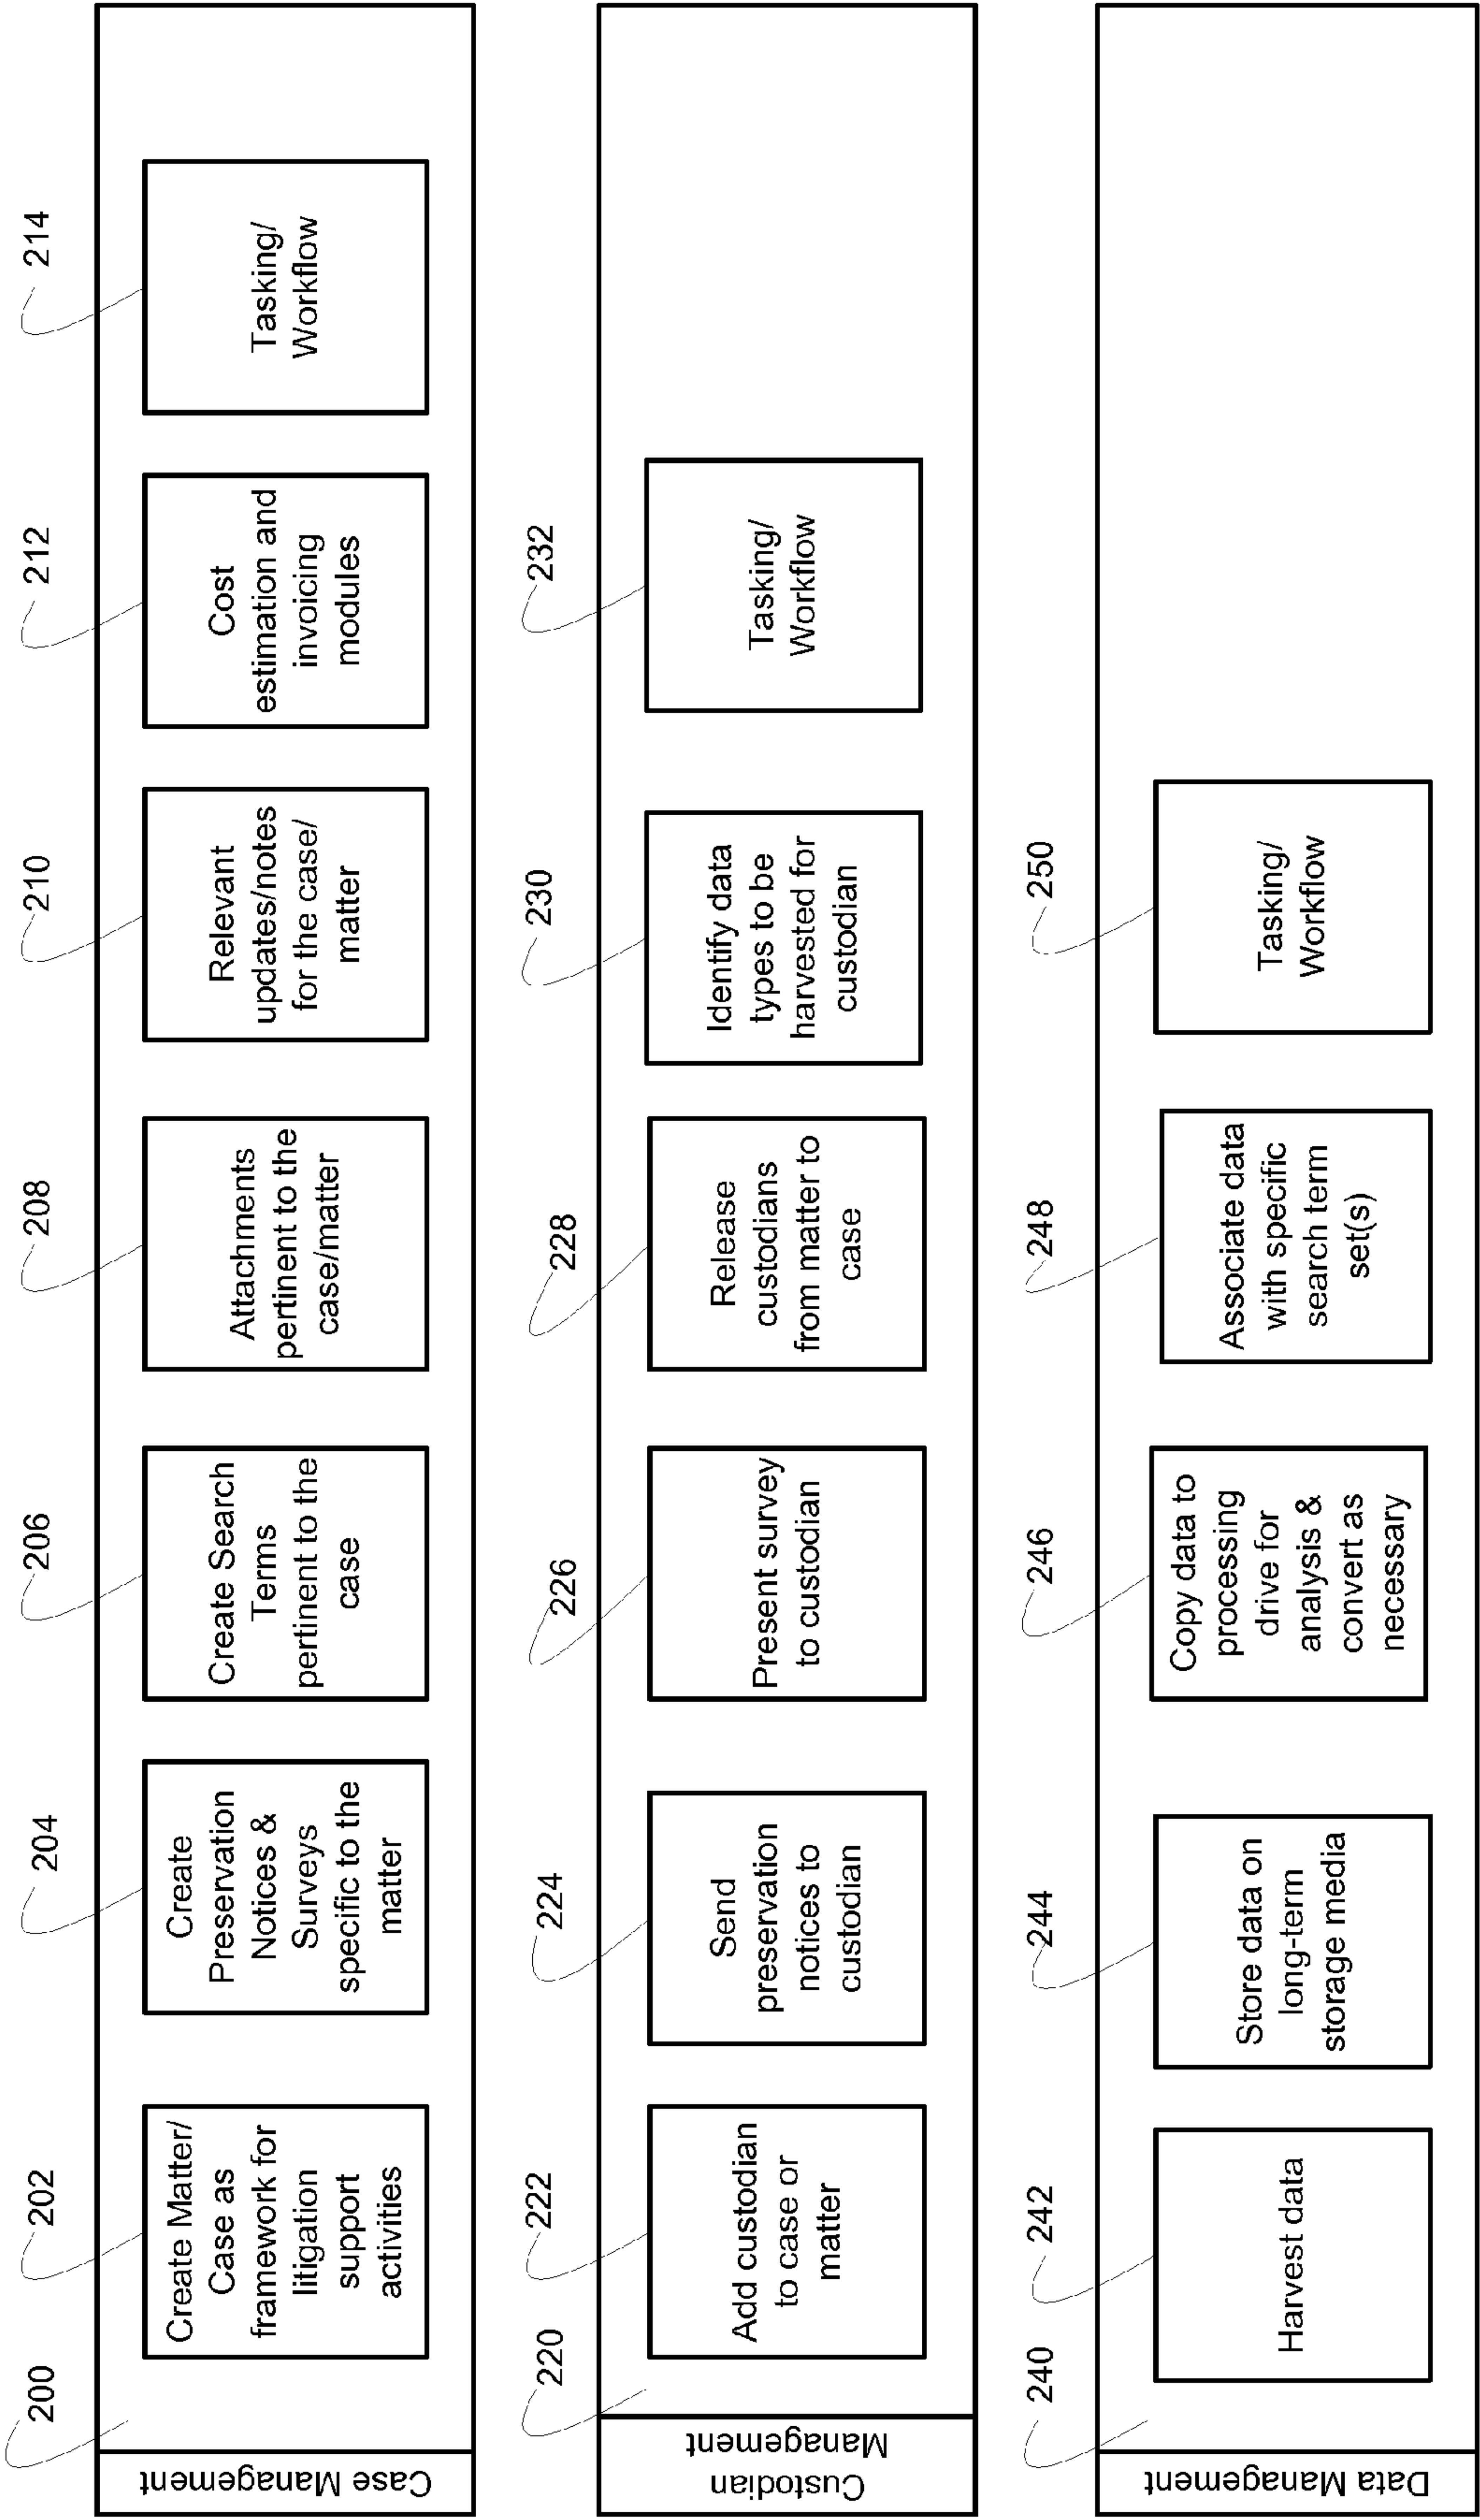 Case Management
200
202
Create Matter/
Case as
framework for
litigation
support
activities
204
Create
Preservation
Notices &
Surveys
specific to the
matter
206
Create Search
Terms
pertinent to the
case
208
Attachments
pertinent to the
case/matter
210
Relevant
updates/notes
for the case/
matter
212
Cost
estimation and
invoicing
modules
214
Tasking/
Workflow
Custodian
Management
220
222
Add custodian
to case or
matter
224
Send
preservation
notices to
custodian
226
Present survey
to custodian
228
Release
custodians
from matter to
case
230
Identify data
types to be
harvested for
custodian
232
Tasking/
Workflow
Data Management
240
242
Harvest data
244
Store data on
long-term
storage media
246
Copy data to
processing
drive for
analysis &
convert as
necessary
248
Associate data
with specific
search term
set(s)
250
Tasking/
Workflow